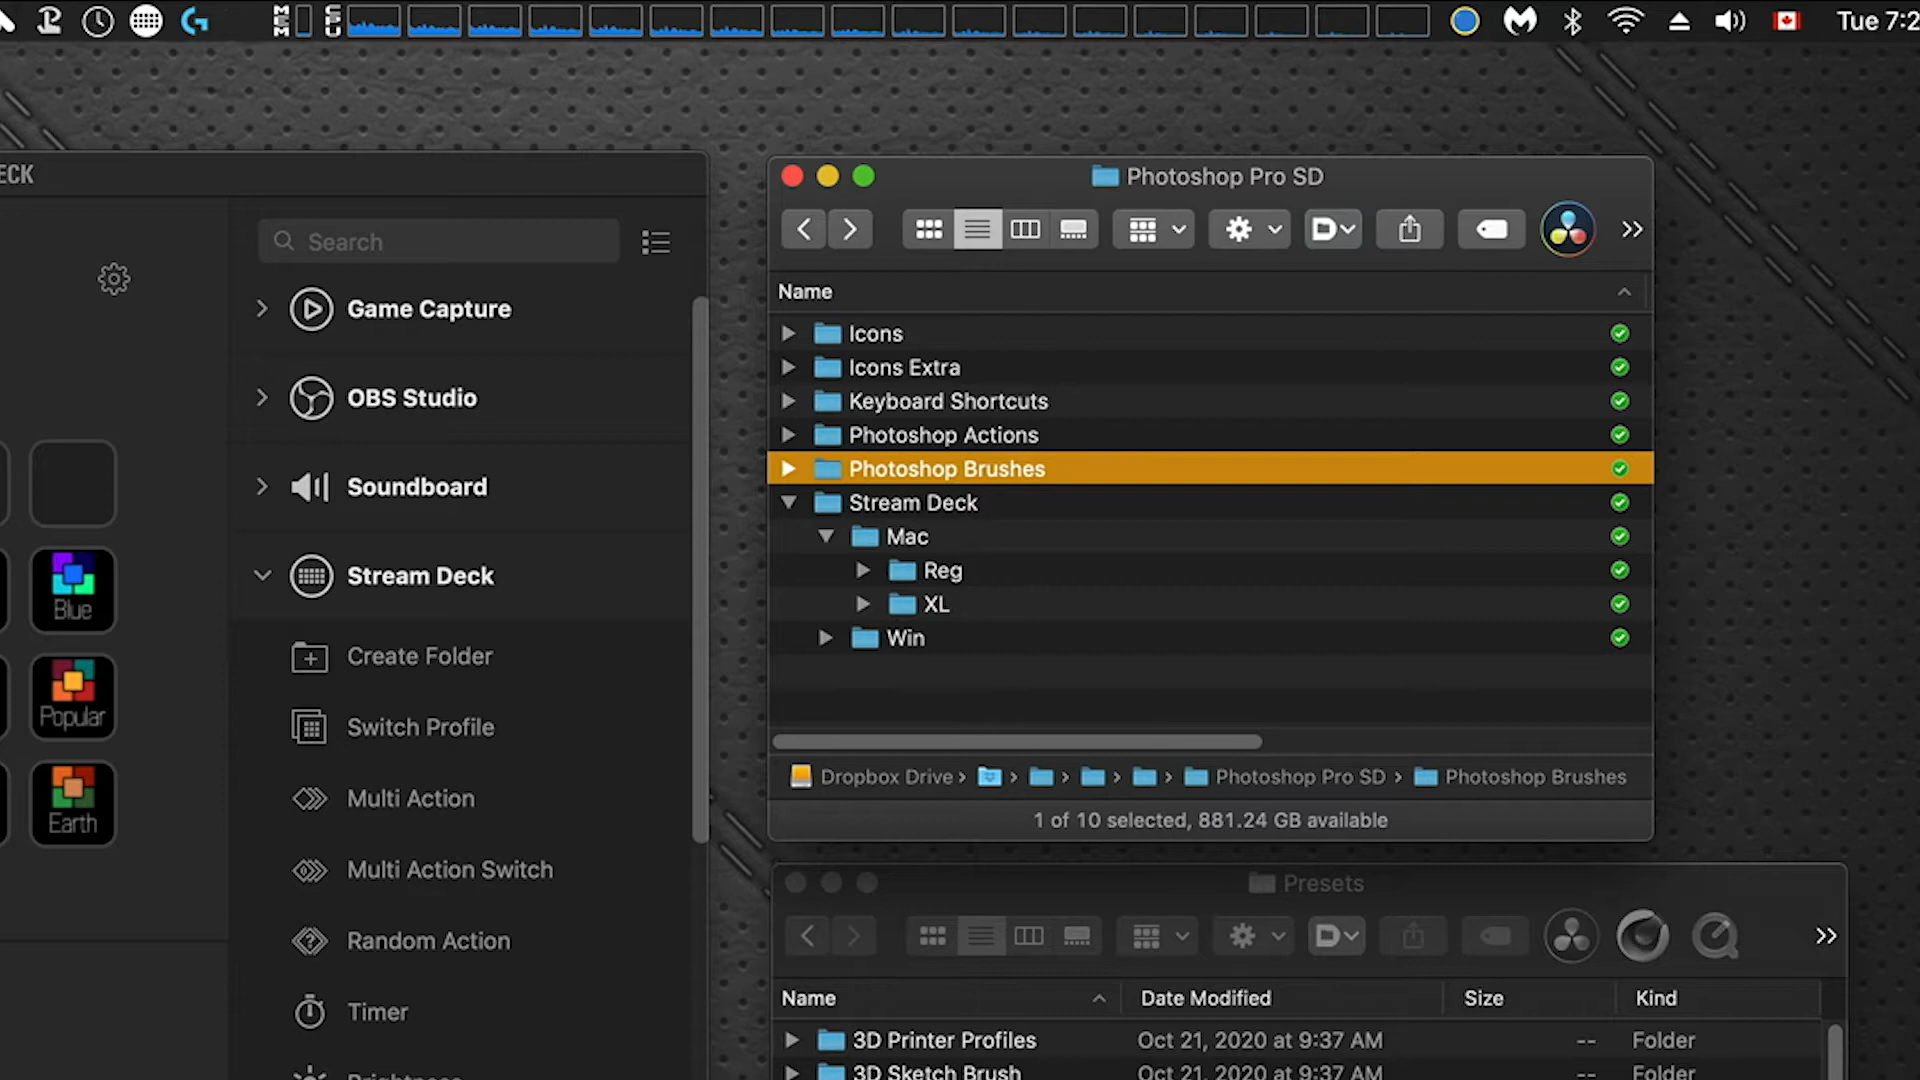 MEM
CPU
Tue 7:2
ECK
Search
Game Capture
OBS Studio
Soundboard
Stream Deck
Create Folder
Switch Profile
Multi Action
Multi Action Switch
Random Action
Timer
Brightness
Blue
Popular
Earth
Photoshop Pro SD
Name
Icons
Icons Extra
Keyboard Shortcuts
Photoshop Actions
Photoshop Brushes
Stream Deck
Mac
Reg
XL
Win
Dropbox Drive › › › › › Photoshop Pro SD › Photoshop Brushes
1 of 10 selected, 881.24 GB available
Presets
Name Date Modified Size Kind
3D Printer Profiles Oct 21, 2020 at 9:37 AM -- Folder
3D Sketch Brush Oct 21, 2020 at 9:37 AM -- Folder